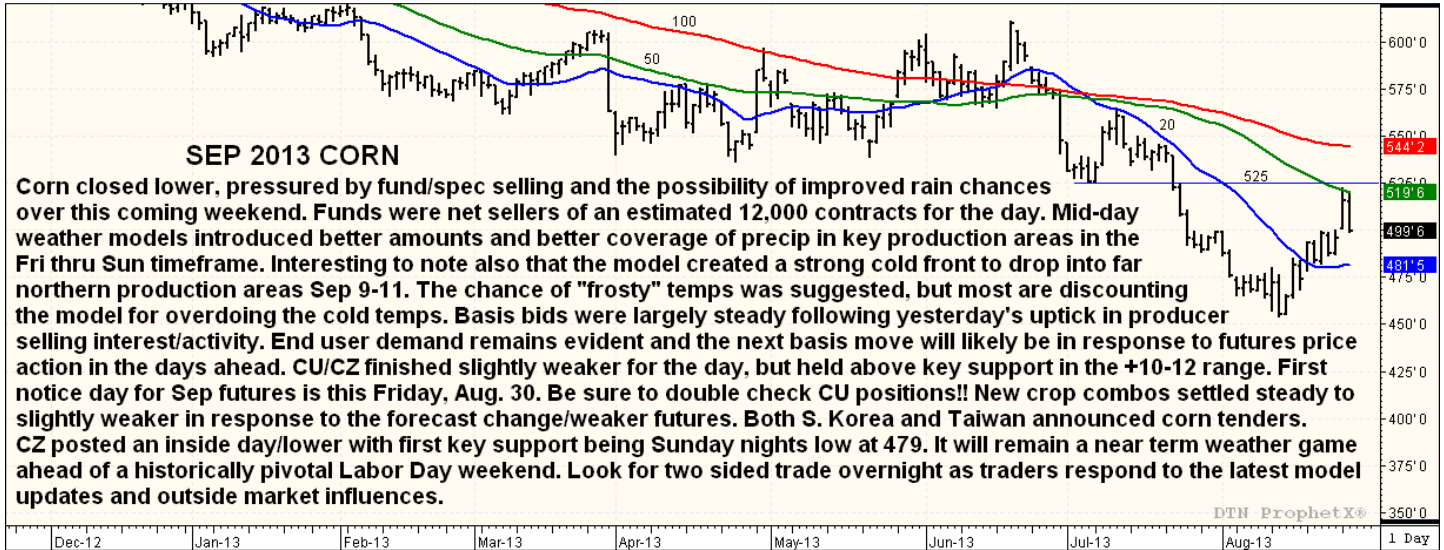 100
600'0
50
575'0
20
550'0
SEP 2013 CORN
544'2
525
Corn closed lower, pressured by fund/spec selling and the possibility of improved rain chances
519'6
over this coming weekend. Funds were net sellers of an estimated 12,000 contracts for the day. Mid-day
weather models introduced better amounts and better coverage of precip in key production areas in the
499'6
Fri thru Sun timeframe. Interesting to note also that the model created a strong cold front to drop into far
481'5
northern production areas Sep 9-11. The chance of "frosty" temps was suggested, but most are discounting
475'0
the model for overdoing the cold temps. Basis bids were largely steady following yesterday's uptick in producer
450'0
selling interest/activity. End user demand remains evident and the next basis move will likely be in response to futures price
action in the days ahead. CU/CZ finished slightly weaker for the day, but held above key support in the +10-12 range. First
425'0
notice day for Sep futures is this Friday, Aug. 30. Be sure to double check CU positions!! New crop combos settled steady to
slightly weaker in response to the forecast change/weaker futures. Both S. Korea and Taiwan announced corn tenders.
400'0
CZ posted an inside day/lower with first key support being Sunday nights low at 479. It will remain a near term weather game
ahead of a historically pivotal Labor Day weekend. Look for two sided trade overnight as traders respond to the latest model
375'0
updates and outside market influences.
350'0
DTN ProphetX®
Dec-12 Jan-13 Feb-13 Mar-13 Apr-13 May-13 Jun-13 Jul-13 Aug-13 1 Day